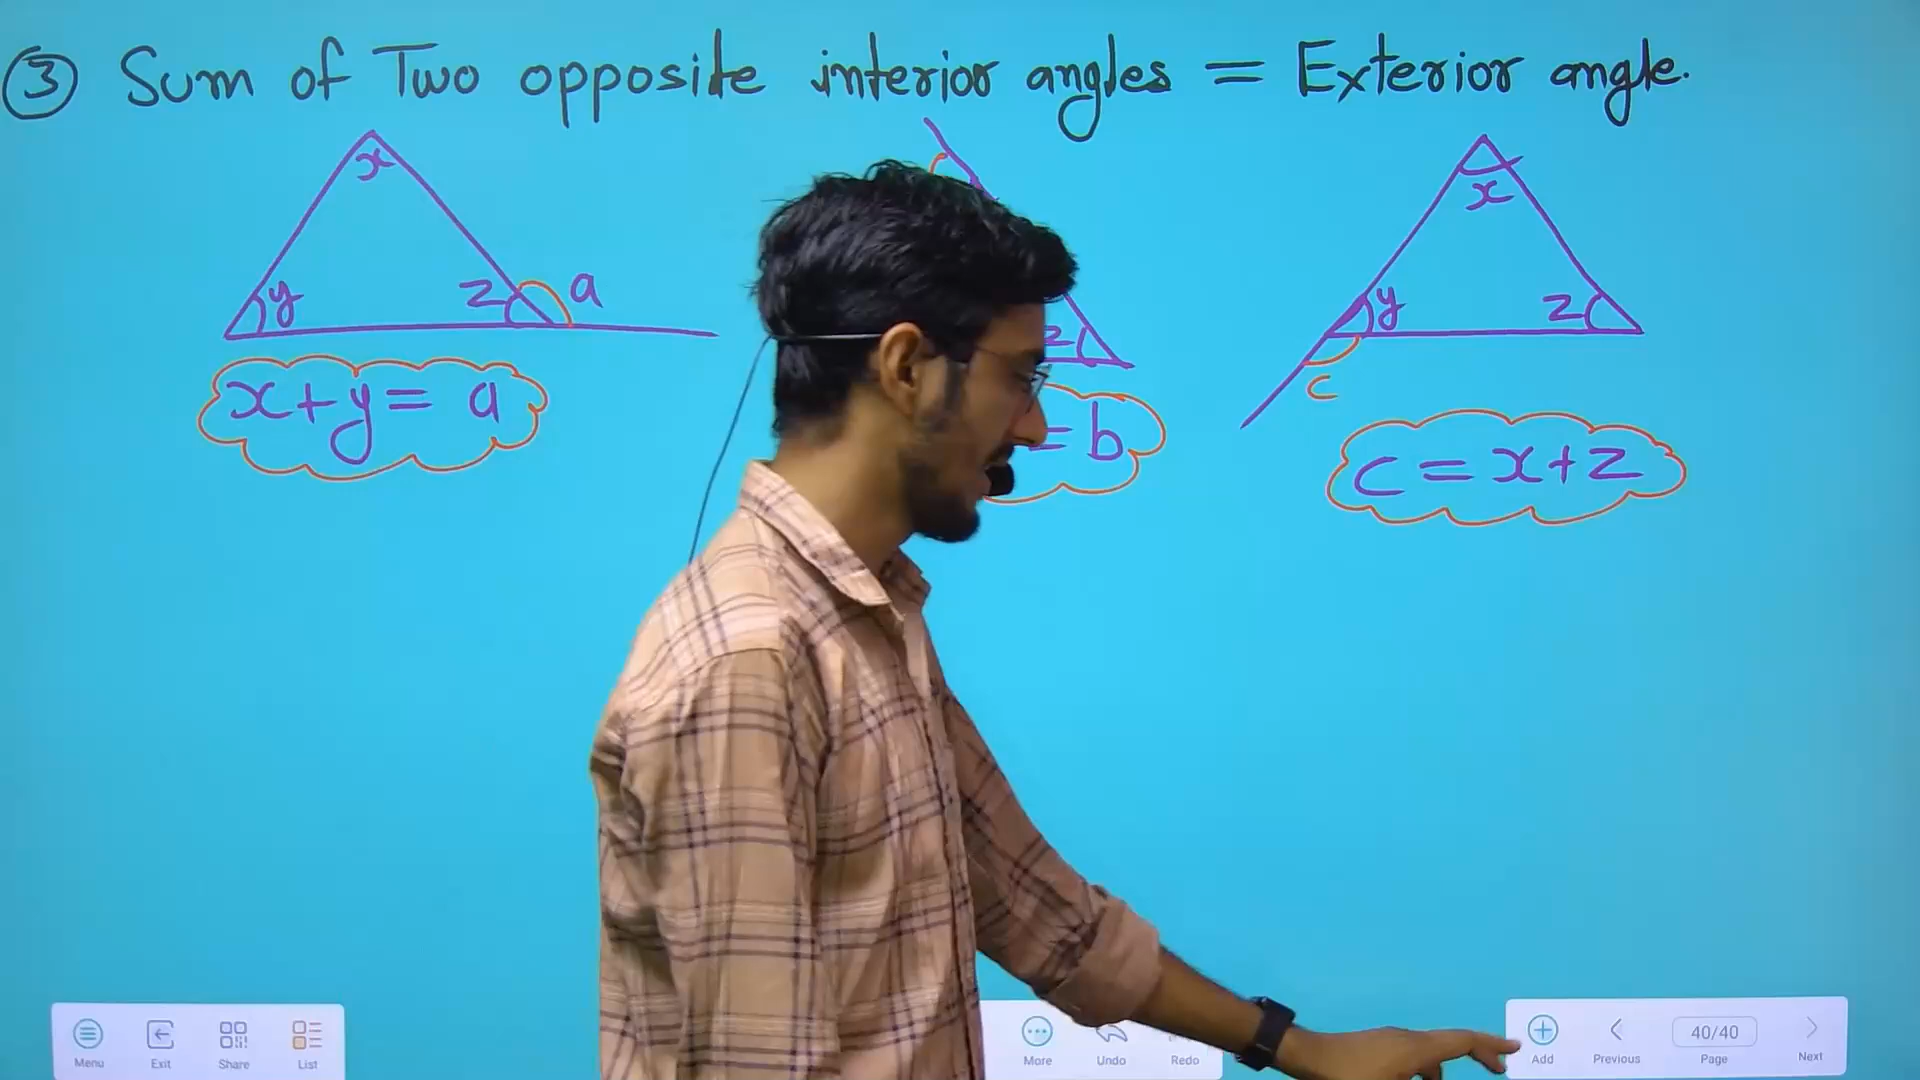 ③ Sum of Two opposite interior angles = Exterior angle.
x
y
z
a
x+y= a
z
= b
x
y
z
c
c = x+z
Menu
Exit
Share
List
More
Undo
Redo
Add
Previous
40/40
Page
Next